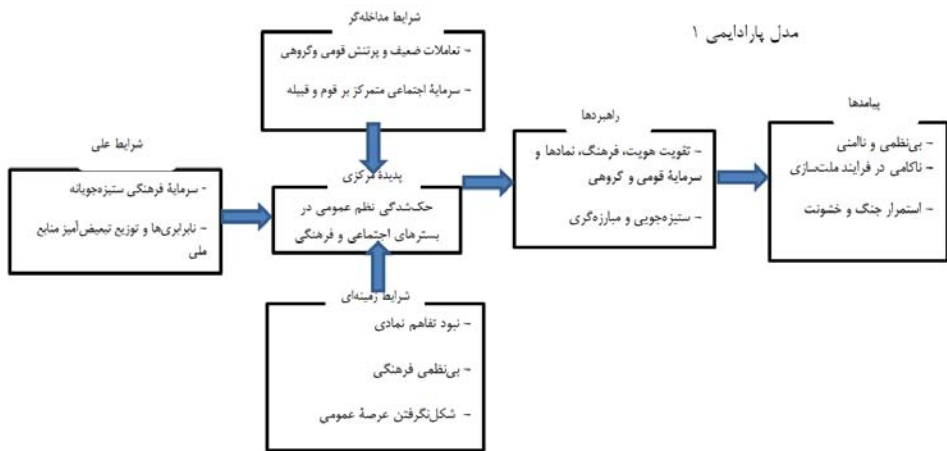 مدل پارادایمی ۱
شرایط مداخله‌گر
- تعاملات ضعیف و پرتنش قومی وگروهی
- سرمایهٔ اجتماعی متمرکز بر قوم و قبیله
شرایط علی
- سرمایهٔ فرهنگی ستیزه‌جویانه
- نابرابری‌ها و توزیع تبعیض‌آمیز منابع
ملی
پدیدهٔ مرکزی
حک‌شدگی نظم عمومی در
بسترهای اجتماعی و فرهنگی
شرایط زمینه‌ای
- نبود تفاهم نمادی
- بی‌نظمی فرهنگی
- شکل‌نگرفتن عرصهٔ عمومی
راهبردها
- تقویت هویت، فرهنگ، نمادها و
سرمایهٔ قومی و گروهی
- ستیزه‌جویی و مبارزه‌گری
پیامدها
- بی‌نظمی و ناامنی
- ناکامی در فرایند ملت‌سازی
- استمرار جنگ و خشونت